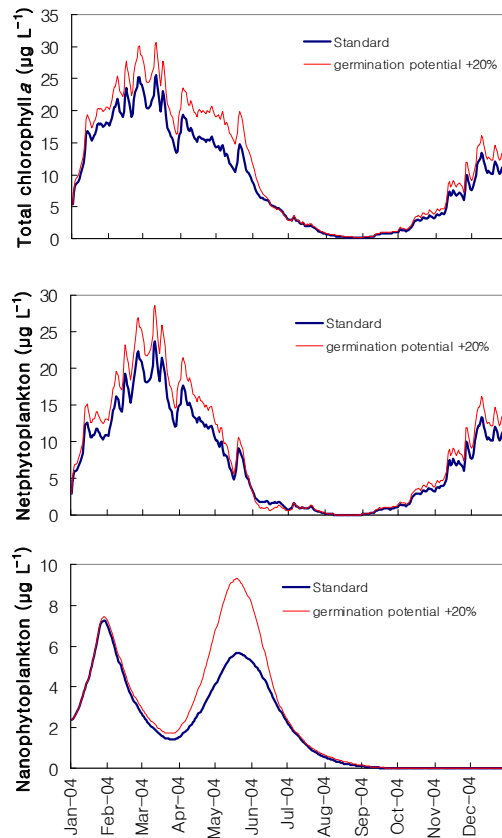 Total chlorophyll a (μg L⁻¹)
35
30
25
20
15
10
5
0
Standard
germination potential +20%
Jan-04
Feb-04
Mar-04
Apr-04
May-04
Jun-04
Jul-04
Aug-04
Sep-04
Oct-04
Nov-04
Dec-04
Netphytoplankton (μg L⁻¹)
30
25
20
15
10
5
0
Standard
germination potential +20%
Nanophytoplankton (μg L⁻¹)
10
8
6
4
2
0
Standard
germination potential +20%